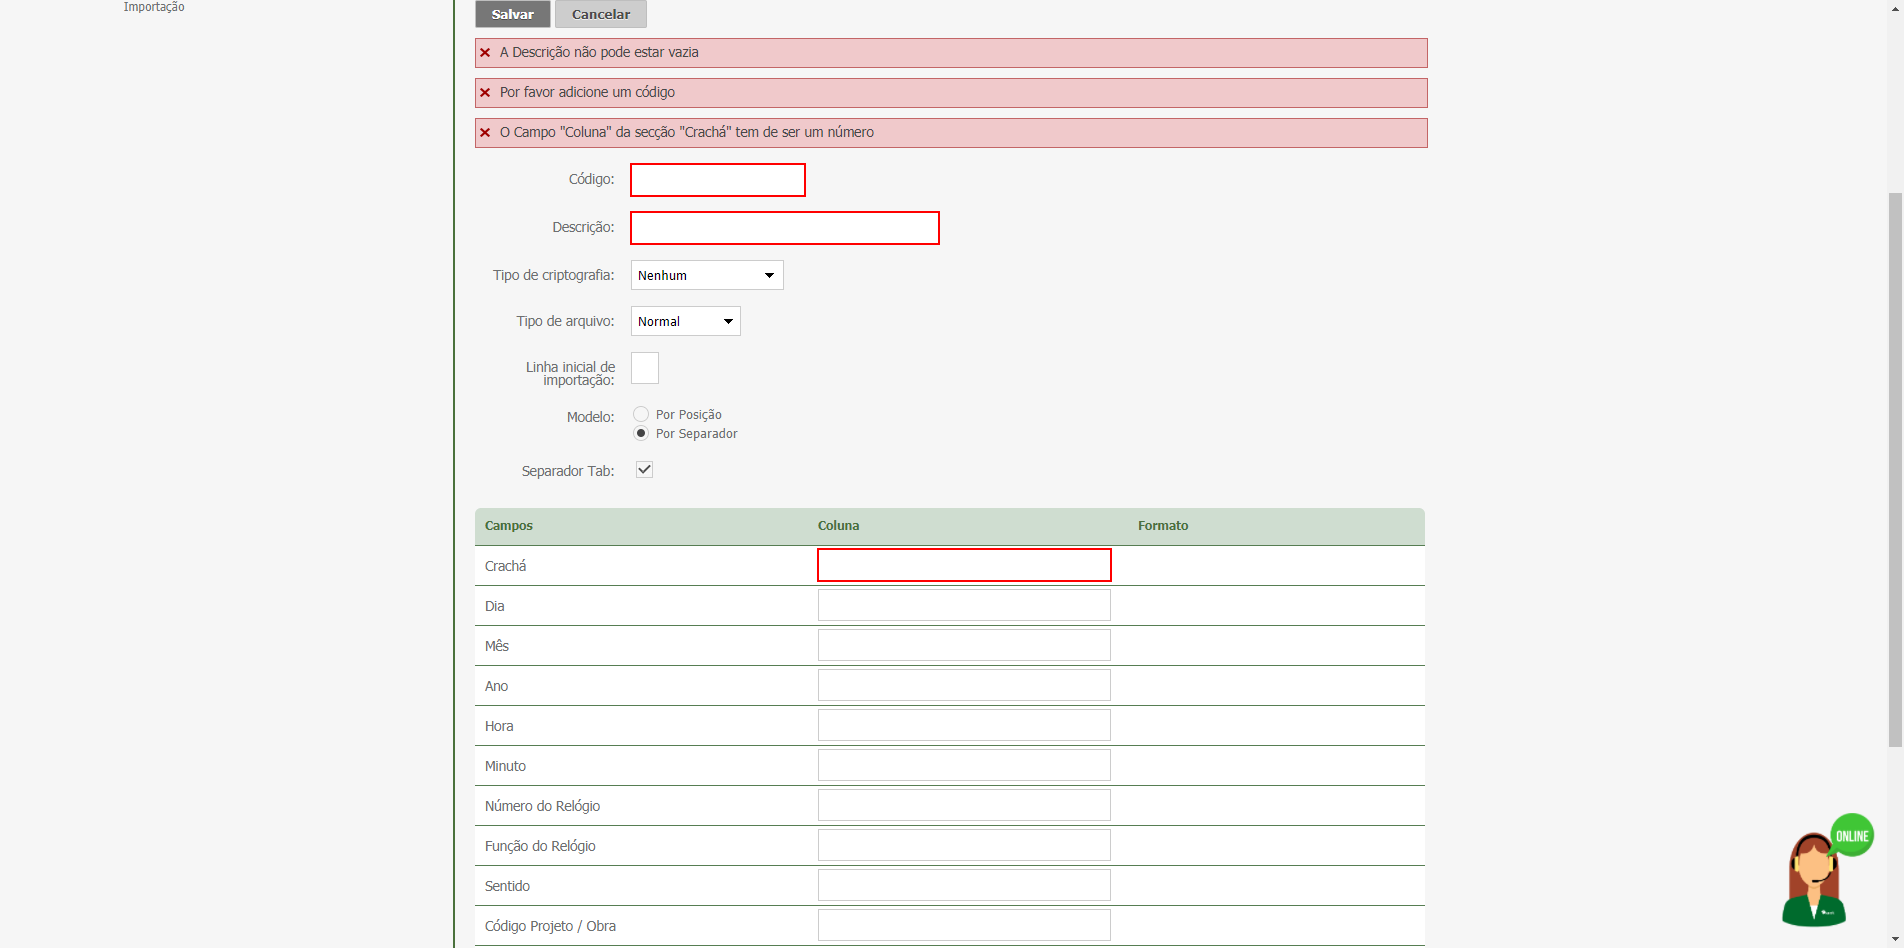 Importação
Salvar Cancelar
A Descrição não pode estar vazia
Por favor adicione um código
O Campo "Coluna" da secção "Crachá" tem de ser um número
Código:
Descrição:
Tipo de criptografia: Nenhum
Tipo de arquivo: Normal
Linha inicial de
importação:
Modelo: Por Posição
Por Separador
Separador Tab:
Campos Coluna Formato
Crachá
Dia
Mês
Ano
Hora
Minuto
Número do Relógio
Função do Relógio
Sentido
Código Projeto / Obra
ONLINE